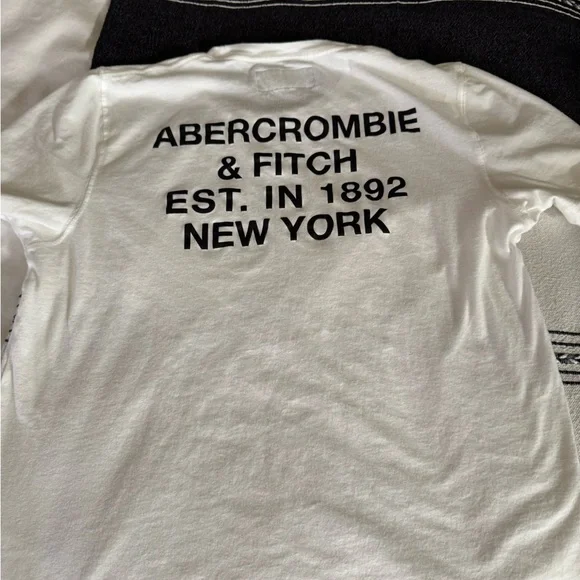 ABERCROMBIE
& FITCH
EST. IN 1892
NEW YORK